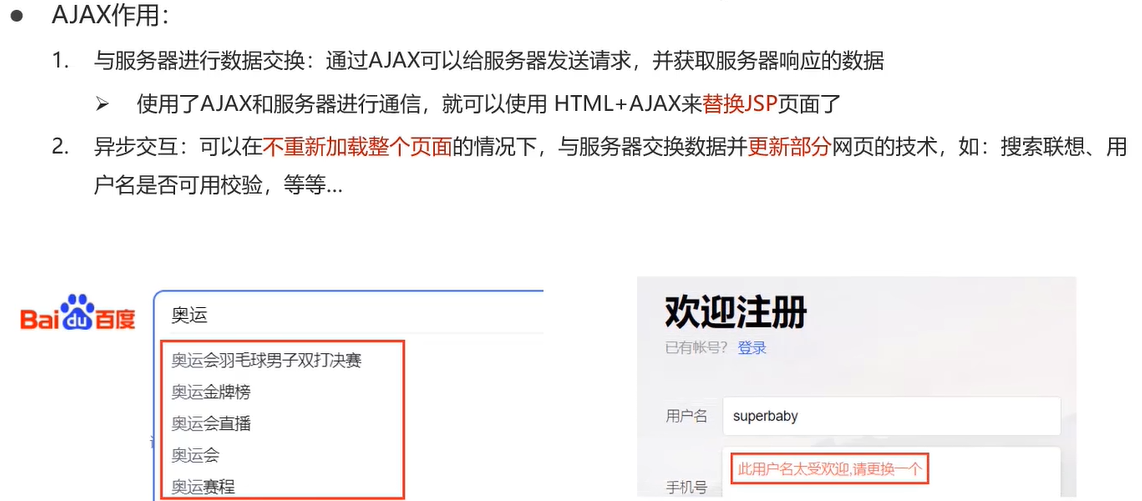 ● AJAX作用：
1. 与服务器进行数据交换：通过AJAX可以给服务器发送请求，并获取服务器响应的数据
➢ 使用了AJAX和服务器进行通信，就可以使用 HTML+AJAX来替换JSP页面了
2. 异步交互：可以在不重新加载整个页面的情况下，与服务器交换数据并更新部分网页的技术，如：搜索联想、用
户名是否可用校验，等等...
Bai du 百度
奥运
奥运会羽毛球男子双打决赛
奥运金牌榜
奥运会直播
奥运会
奥运赛程
欢迎注册
已有帐号？ 登录
用户名 superbaby
此用户名太受欢迎,请更换一个
手机号